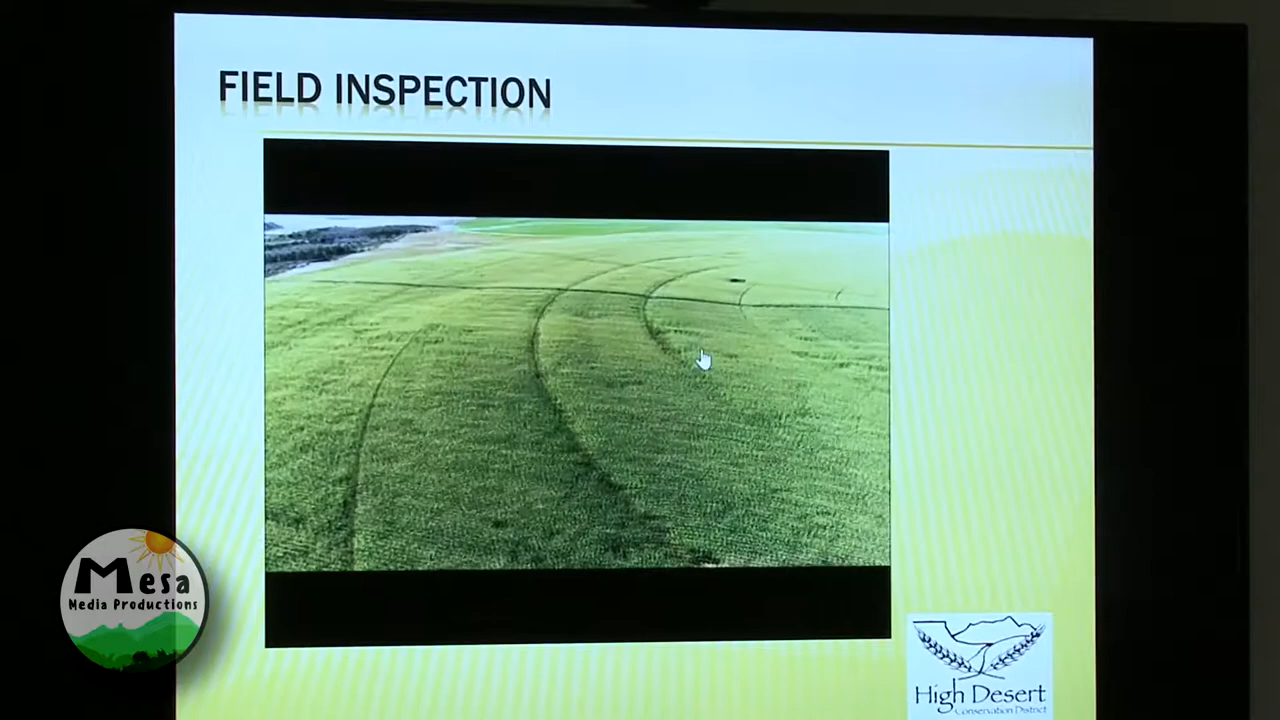 FIELD INSPECTION
Mesa
Media Productions
High Desert
Conservation District